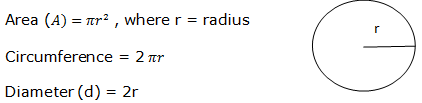 Area (A) = πr² , where r = radius
r
Circumference = 2 πr
Diameter (d) = 2r